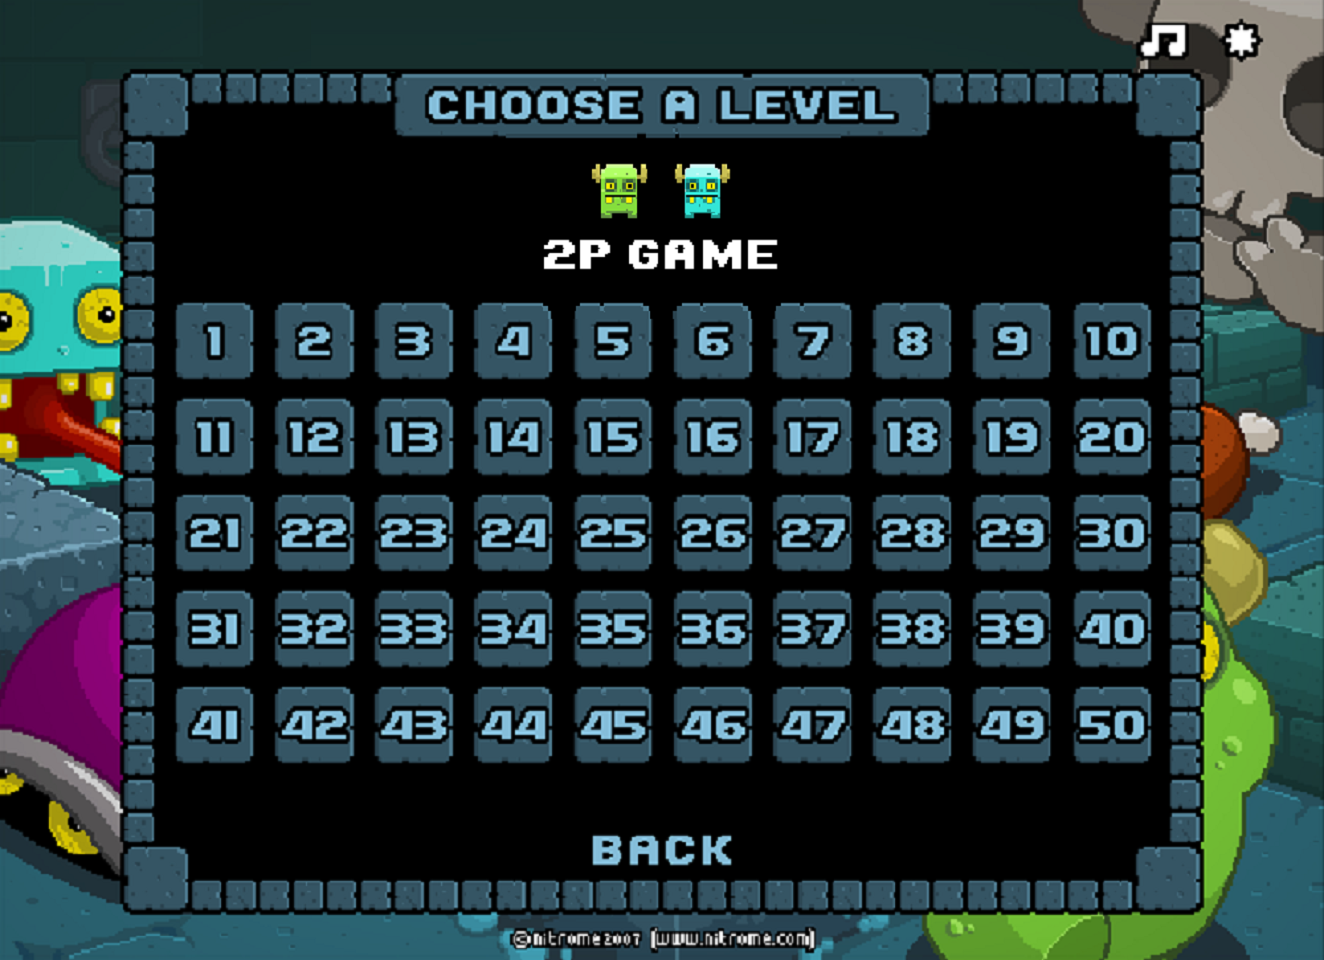 CHOOSE A LEVEL
2P GAME
1 2 3 4 5 6 7 8 9 10
11 12 13 14 15 16 17 18 19 20
21 22 23 24 25 26 27 28 29 30
31 32 33 34 35 36 37 38 39 40
41 42 43 44 45 46 47 48 49 50
BACK
©nitrome2007 [www.nitrome.com]